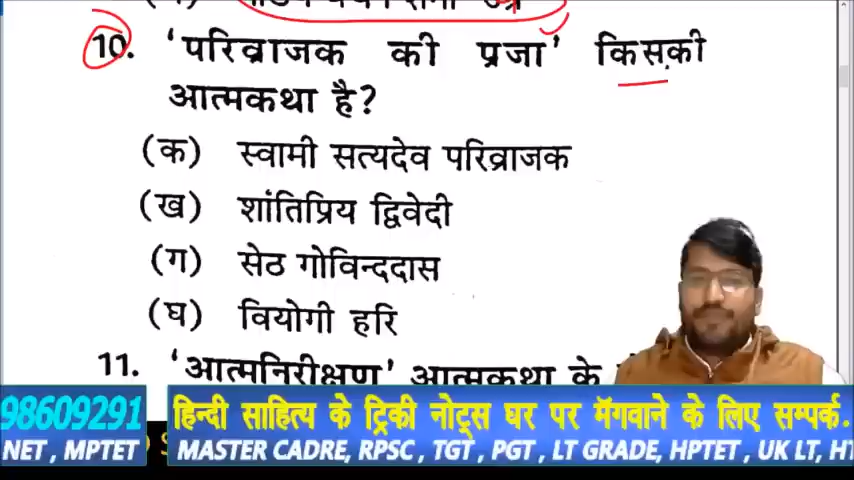 10. 'परिव्राजक की प्रजा' किसकी
आत्मकथा है?
(क) स्वामी सत्यदेव परिव्राजक
(ख) शांतिप्रिय द्विवेदी
(ग) सेठ गोविन्ददास
(घ) वियोगी हरि
11. 'आत्मनिरीक्षण' आत्मकथा के
98609291 हिन्दी साहित्य के ट्रिकी नोट्स घर पर मँगवाने के लिए सम्पर्क.
NET , MPTET MASTER CADRE, RPSC , TGT , PGT , LT GRADE, HPTET , UK LT, HT